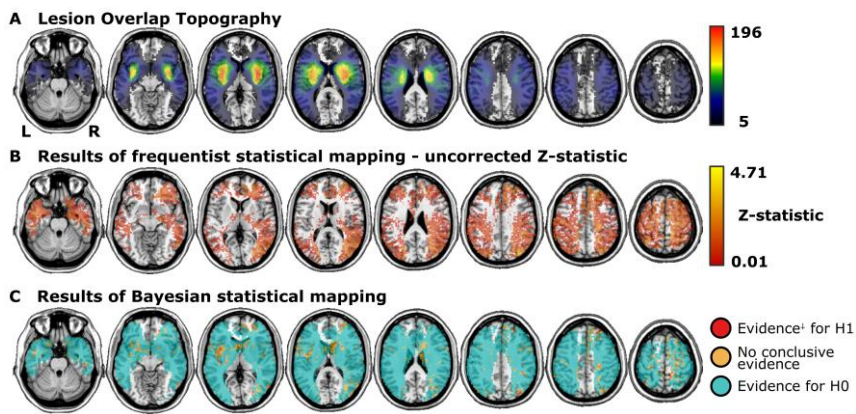 A Lesion Overlap Topography
196
5
L R
B Results of frequentist statistical mapping - uncorrected Z-statistic
4.71
Z-statistic
0.01
C Results of Bayesian statistical mapping
Evidence⁺ for H1
No conclusive
evidence
Evidence for H0